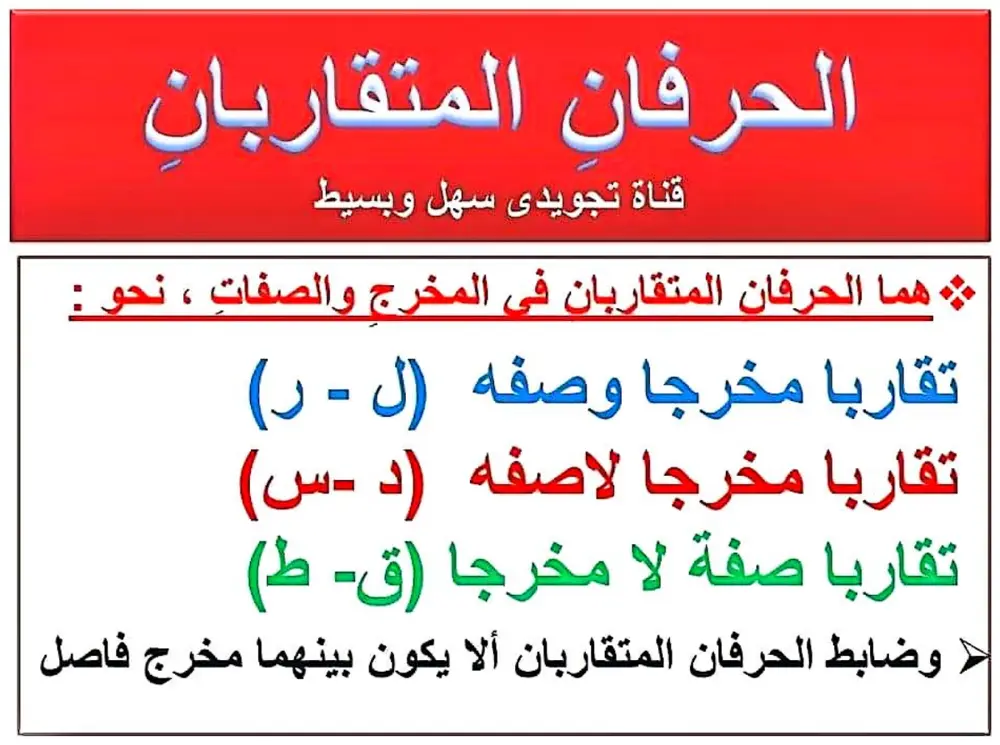 الحرفانِ المتقاربانِ
قناة تجويدى سهل وبسيط
❖ هما الحرفان المتقاربان في المخرجِ والصفاتِ ، نحو :
تقاربا مخرجا وصفه (ل - ر)
تقاربا مخرجا لاصفه (د -س)
تقاربا صفة لا مخرجا (ق- ط)
➢ وضابط الحرفان المتقاربان ألا يكون بينهما مخرج فاصل